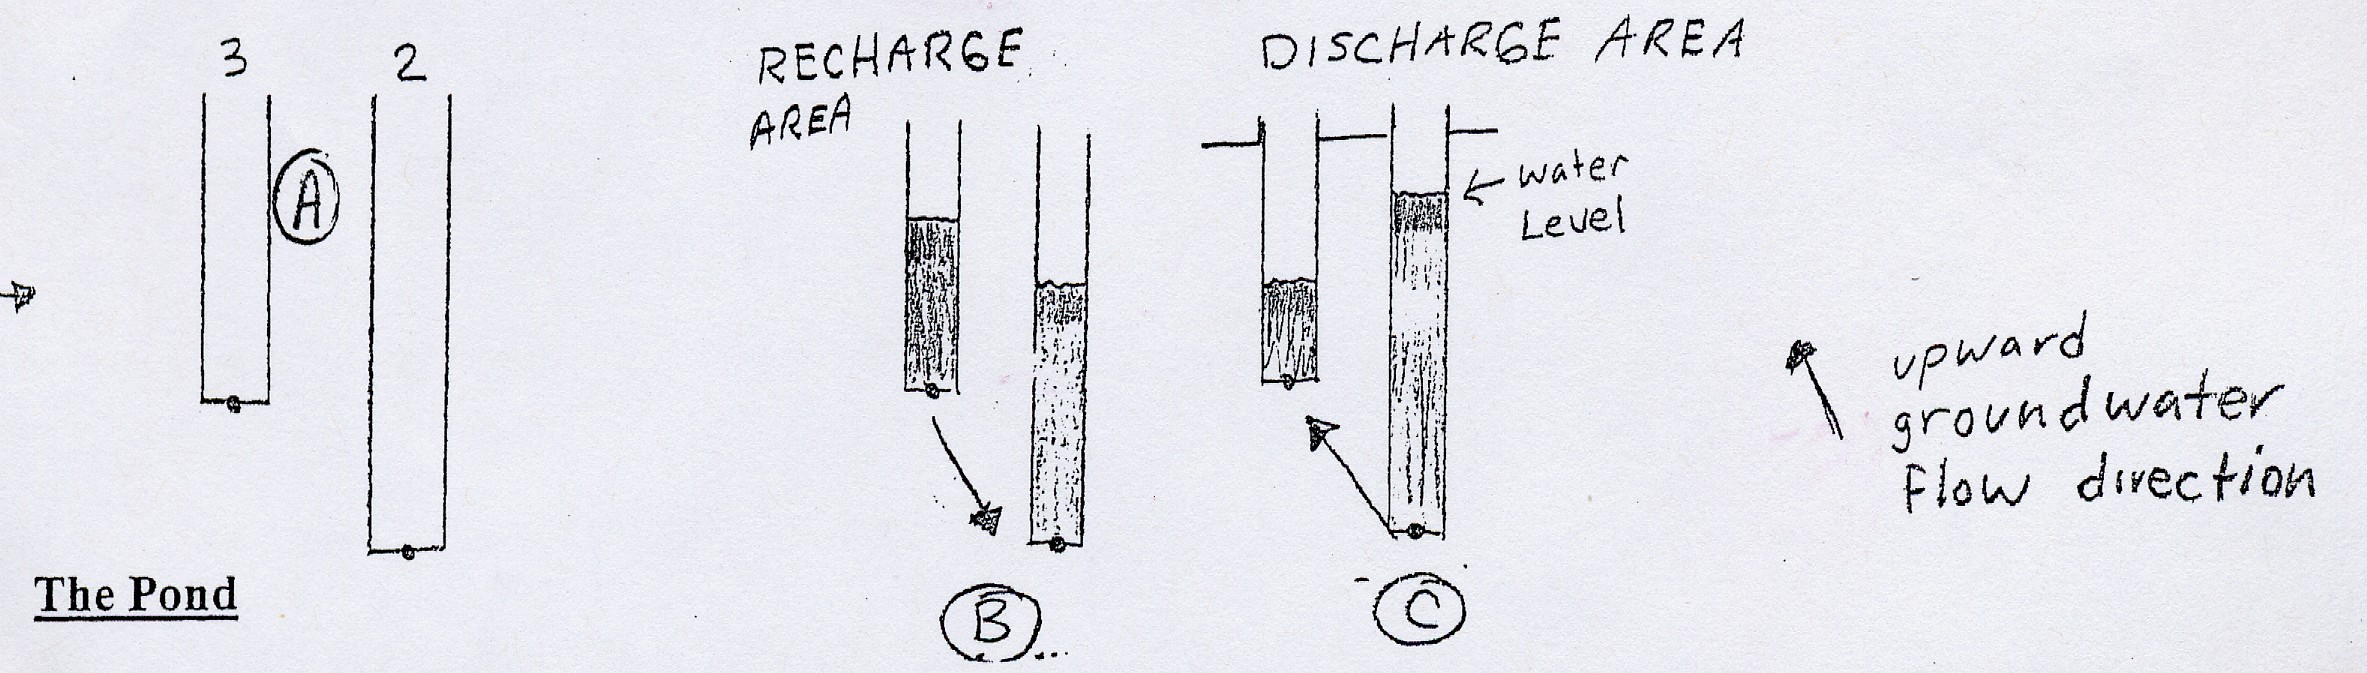 3
2
A
The Pond
RECHARGE
AREA
B
DISCHARGE AREA
water
Level
C
upward
groundwater
Flow direction